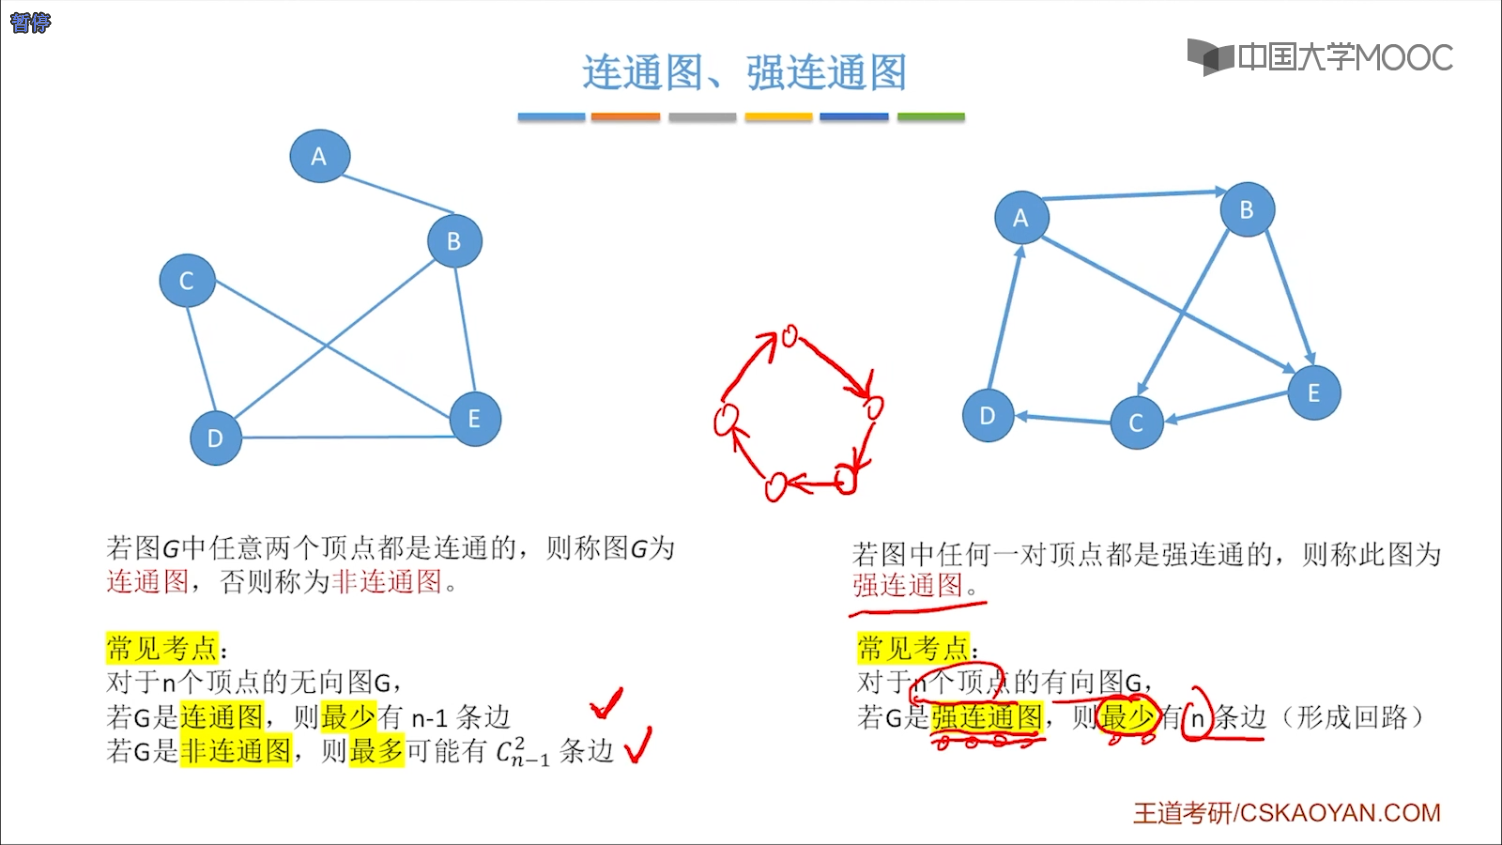 暂停
中国大学MOOC
连通图、强连通图
A
B
C
D
E
A
B
D
C
E
若图G中任意两个顶点都是连通的，则称图G为
连通图，否则称为非连通图。
常见考点：
对于n个顶点的无向图G，
若G是连通图，则最少有 n-1 条边
若G是非连通图，则最多可能有 C²ₙ₋₁ 条边
若图中任何一对顶点都是强连通的，则称此图为
强连通图。
常见考点：
对于n个顶点的有向图G，
若G是强连通图，则最少有 n 条边（形成回路）
王道考研/CSKAOYAN.COM